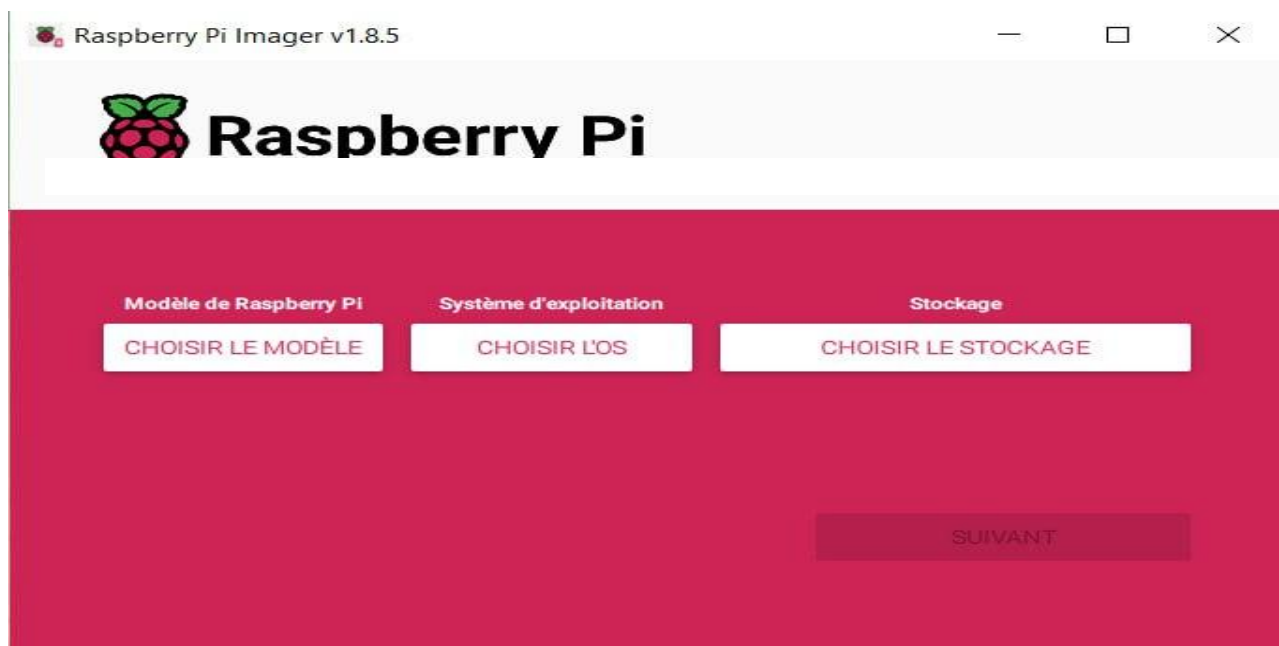 Raspberry Pi Imager v1.8.5
Raspberry Pi
Modèle de Raspberry Pi
Système d'exploitation
Stockage
CHOISIR LE MODÈLE
CHOISIR L'OS
CHOISIR LE STOCKAGE
SUIVANT